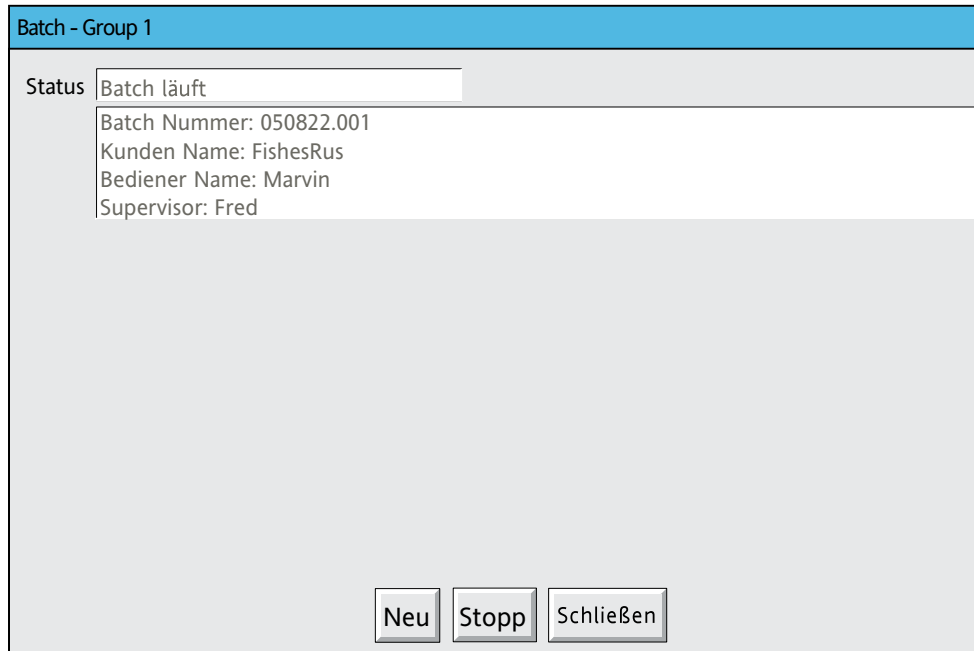 Batch - Group 1
Status Batch läuft
Batch Nummer: 050822.001
Kunden Name: FishesRus
Bediener Name: Marvin
Supervisor: Fred
Neu Stopp Schließen